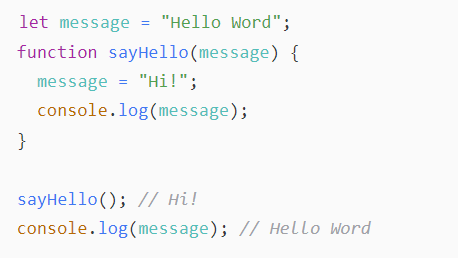 let message = "Hello Word";
function sayHello(message) {
  message = "Hi!";
  console.log(message);
}
sayHello(); // Hi!
console.log(message); // Hello Word